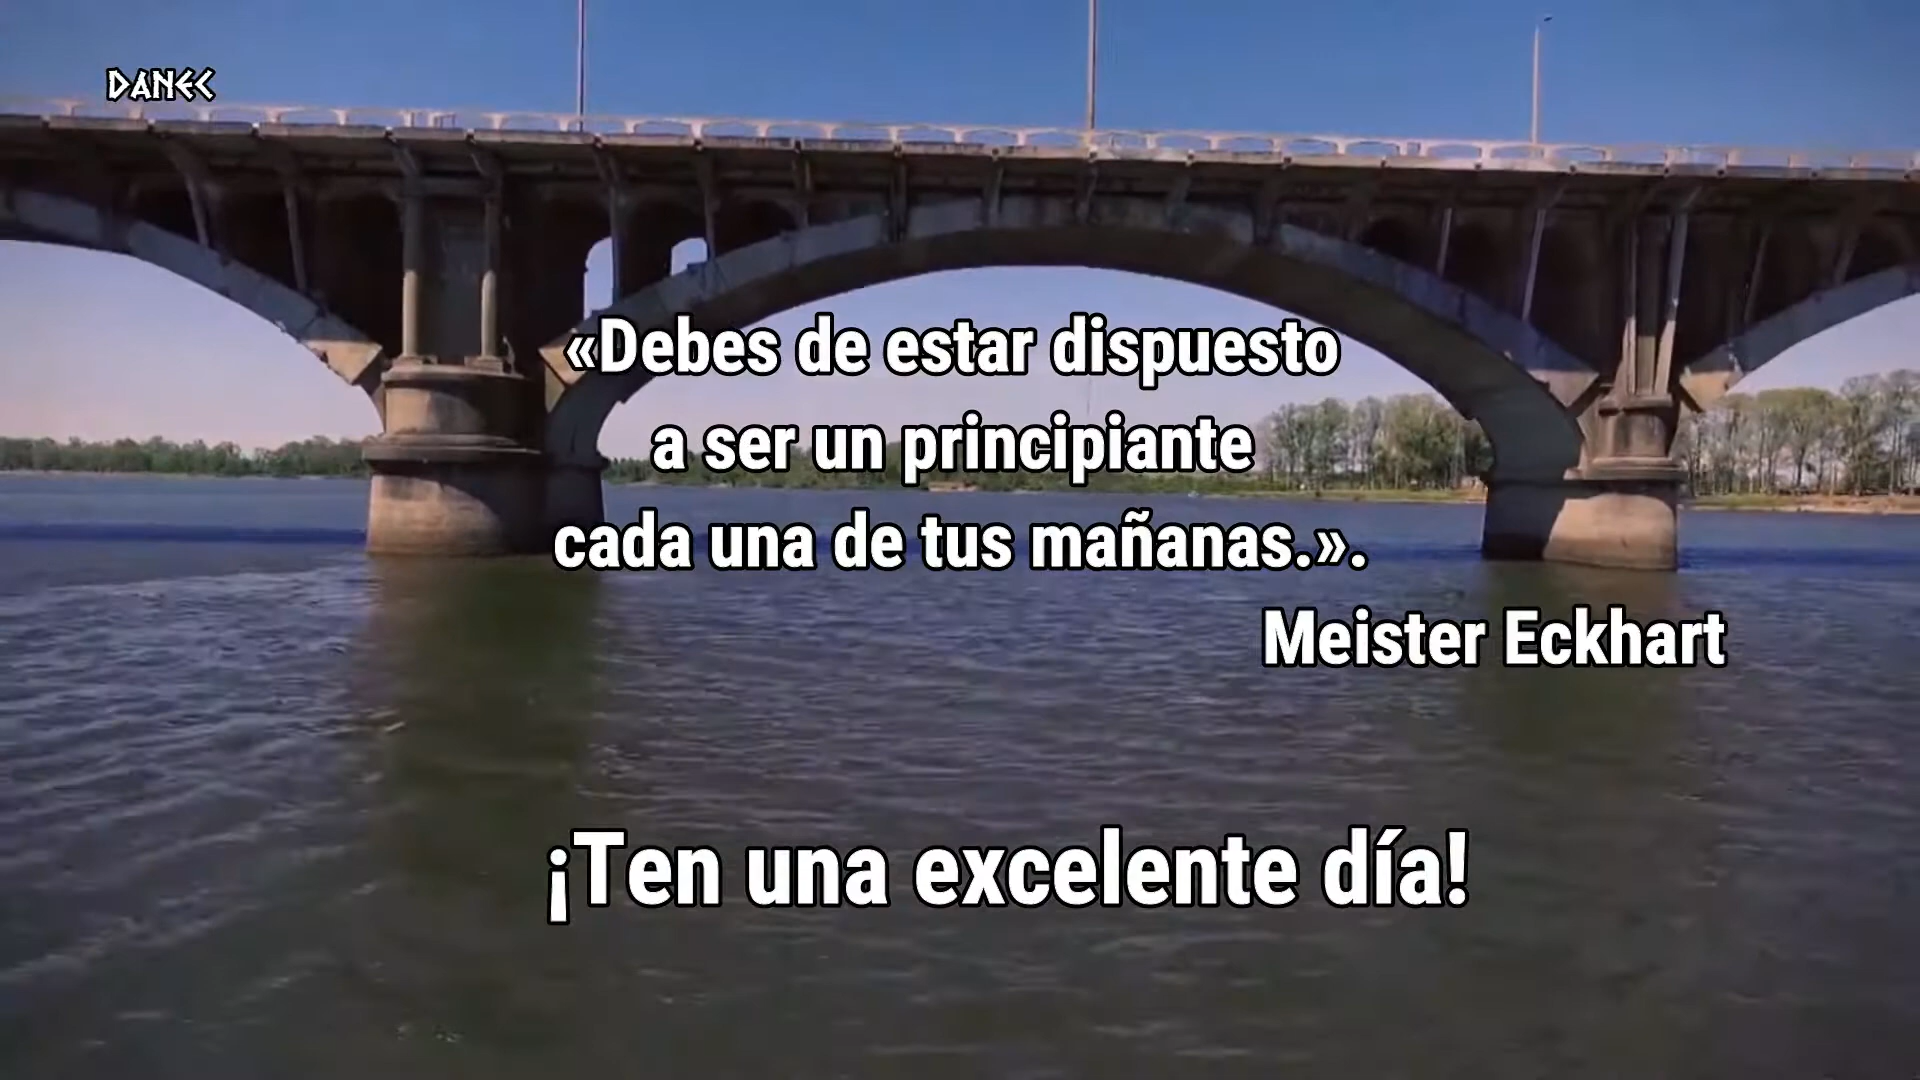 DANEC
«Debes de estar dispuesto
a ser un principiante
cada una de tus mañanas.».
Meister Eckhart
¡Ten una excelente día!